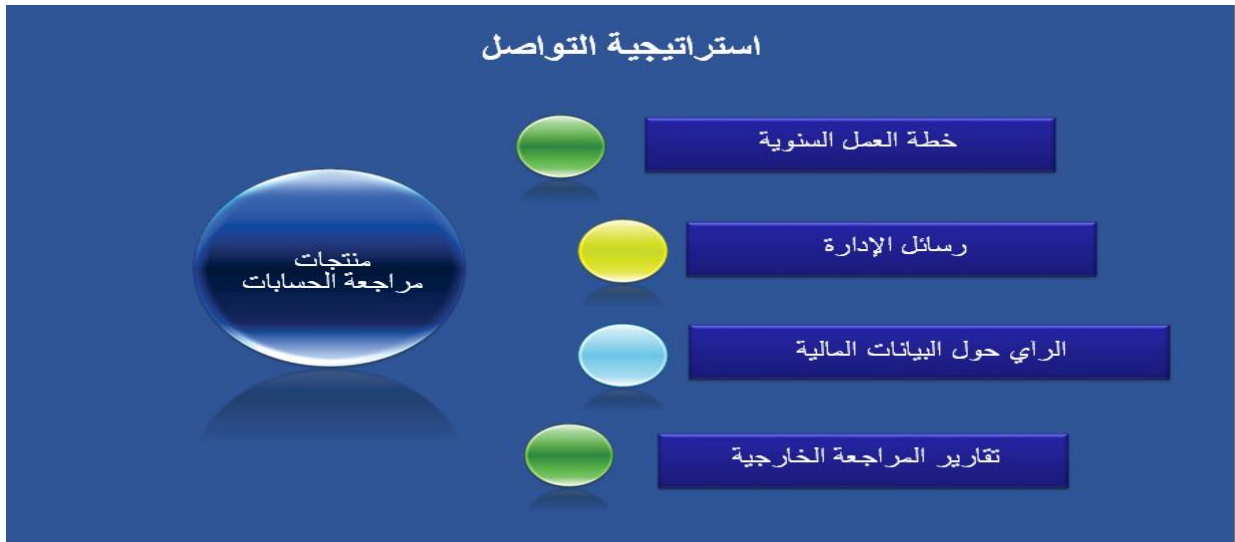 استراتيجية التواصل
خطة العمل السنوية
رسائل الإدارة
الراي حول البيانات المالية
تقارير المراجعة الخارجية
منتجات
مراجعة الحسابات